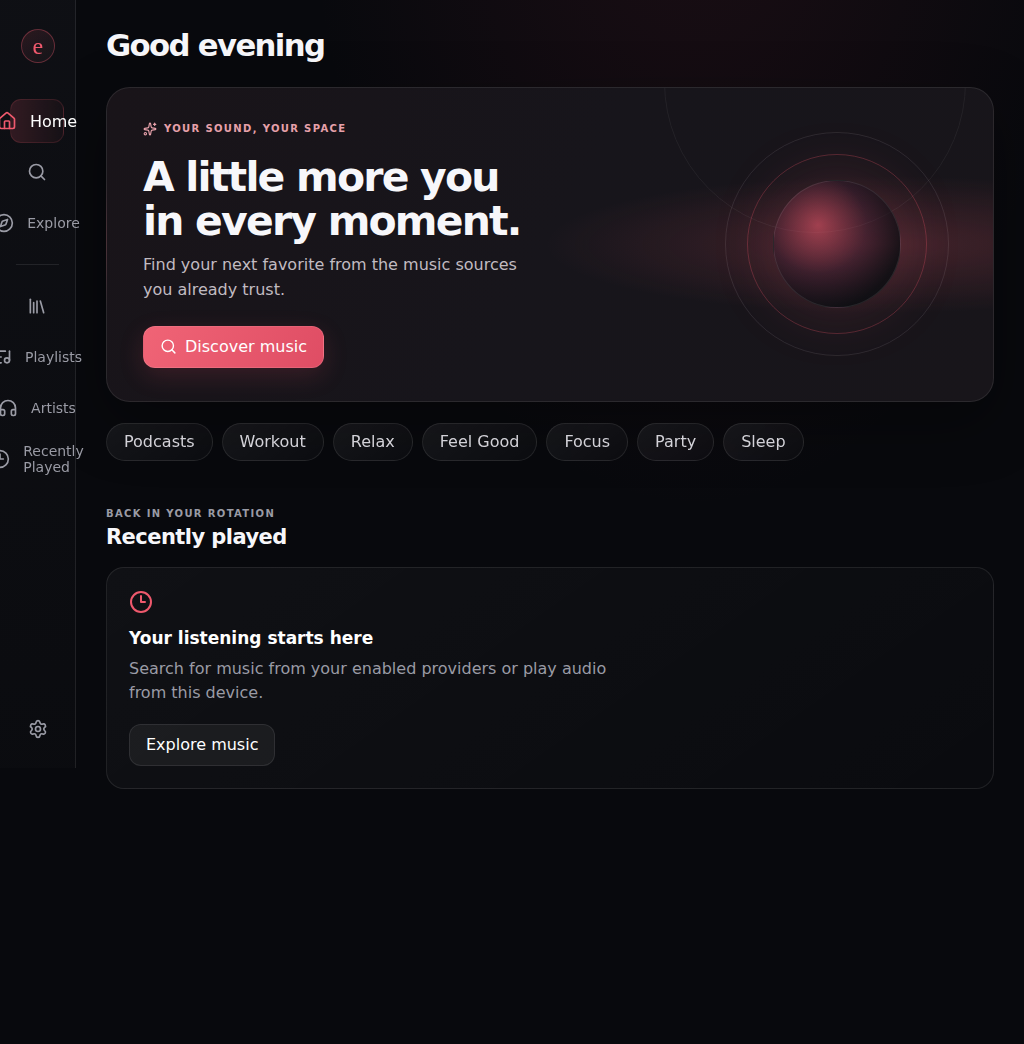 e
Home
Explore
Playlists
Artists
Recently
Played
Good evening
YOUR SOUND, YOUR SPACE
A little more you
in every moment.
Find your next favorite from the music sources
you already trust.
Discover music
Podcasts
Workout
Relax
Feel Good
Focus
Party
Sleep
BACK IN YOUR ROTATION
Recently played
Your listening starts here
Search for music from your enabled providers or play audio
from this device.
Explore music